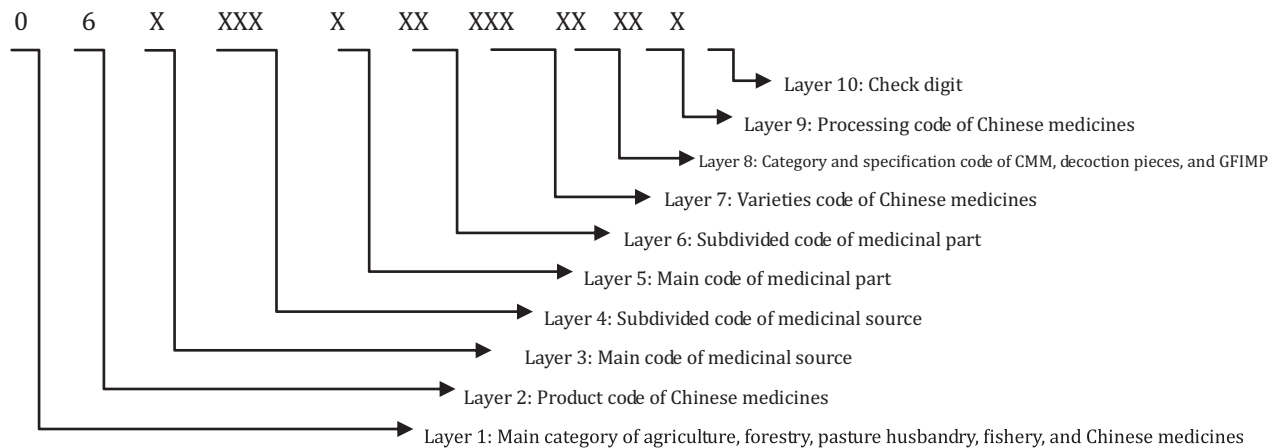 0 6 X XXX X XX XXX XX XX X
Layer 10: Check digit
Layer 9: Processing code of Chinese medicines
Layer 8: Category and specification code of CMM, decoction pieces, and GFIMP
Layer 7: Varieties code of Chinese medicines
Layer 6: Subdivided code of medicinal part
Layer 5: Main code of medicinal part
Layer 4: Subdivided code of medicinal source
Layer 3: Main code of medicinal source
Layer 2: Product code of Chinese medicines
Layer 1: Main category of agriculture, forestry, pasture husbandry, fishery, and Chinese medicines